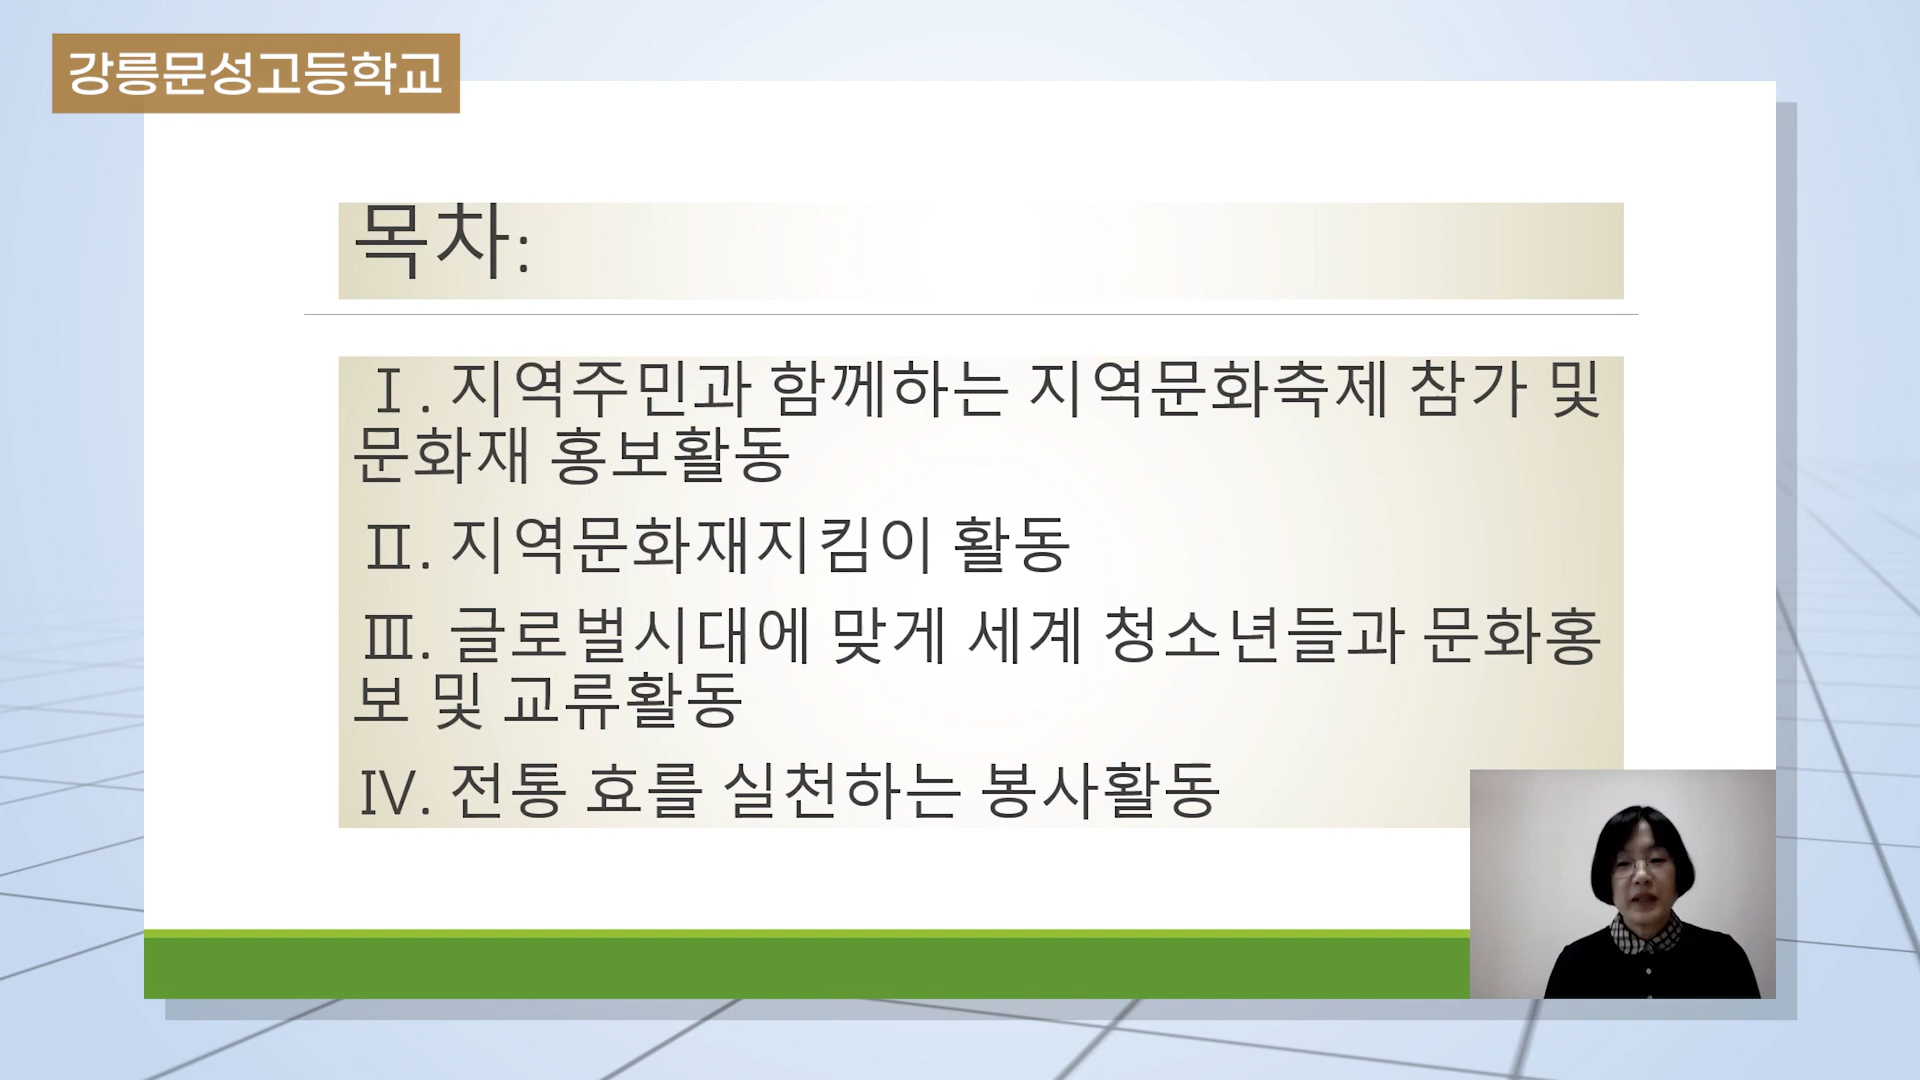 강릉문성고등학교
목차:
Ⅰ. 지역주민과 함께하는 지역문화축제 참가 및
문화재 홍보활동
Ⅱ. 지역문화재지킴이 활동
Ⅲ. 글로벌시대에 맞게 세계 청소년들과 문화홍
보 및 교류활동
Ⅳ. 전통 효를 실천하는 봉사활동